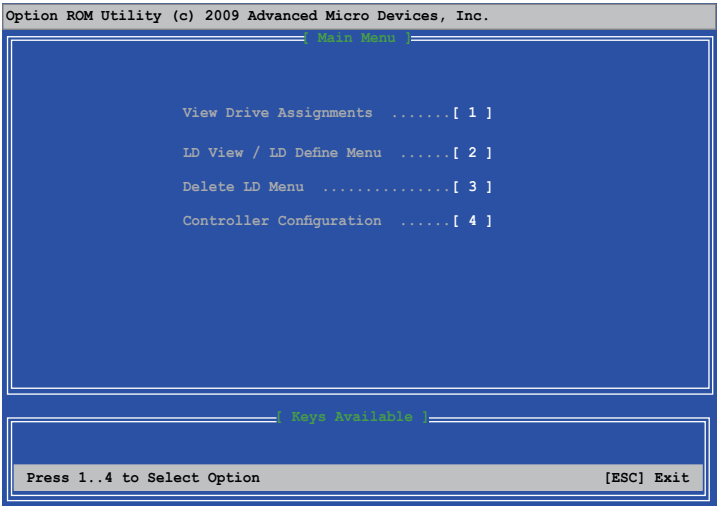 Option ROM Utility (c) 2009 Advanced Micro Devices, Inc.
[ Main Menu ]
View Drive Assignments .......[ 1 ]
LD View / LD Define Menu ......[ 2 ]
Delete LD Menu ...............[ 3 ]
Controller Configuration ......[ 4 ]
[ Keys Available ]
Press 1..4 to Select Option [ESC] Exit